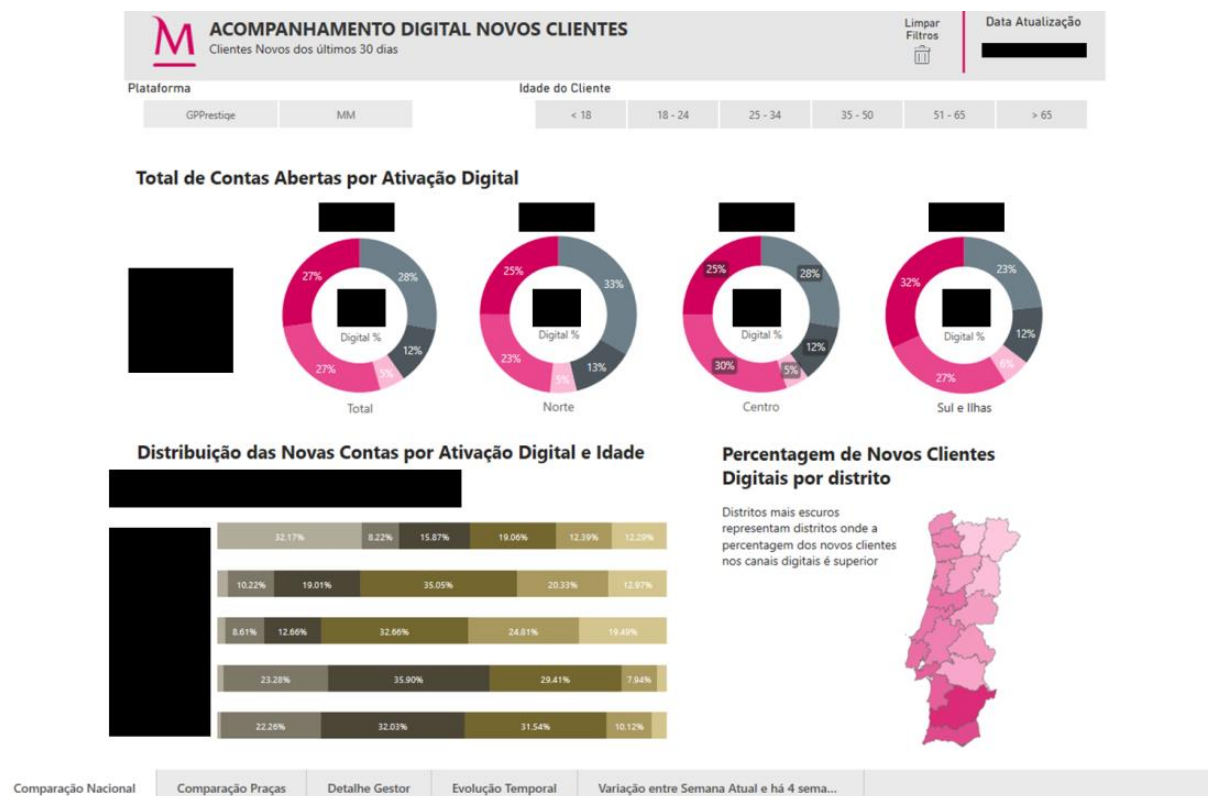 M
ACOMPANHAMENTO DIGITAL NOVOS CLIENTES
Clientes Novos dos últimos 30 dias
Limpar
Filtros
Data Atualização
Plataforma
GPPrestige
MM
Idade do Cliente
< 18
18 - 24
25 - 34
35 - 50
51 - 65
> 65
Total de Contas Abertas por Ativação Digital
27%
28%
12%
5%
27%
Digital %
Total
25%
33%
13%
5%
23%
Digital %
Norte
25%
28%
12%
5%
30%
Digital %
Centro
32%
23%
12%
6%
27%
Digital %
Sul e Ilhas
Distribuição das Novas Contas por Ativação Digital e Idade
32.17% 8.22% 15.87% 19.06% 12.39% 12.29%
10.22% 19.01% 35.05% 20.33% 12.97%
8.61% 12.66% 32.66% 24.81% 19.49%
23.28% 35.90% 29.41% 7.94%
22.26% 32.03% 31.54% 10.12%
Percentagem de Novos Clientes
Digitais por distrito
Distritos mais escuros
representam distritos onde a
percentagem dos novos clientes
nos canais digitais é superior
Comparação Nacional
Comparação Praças
Detalhe Gestor
Evolução Temporal
Variação entre Semana Atual e há 4 sema...